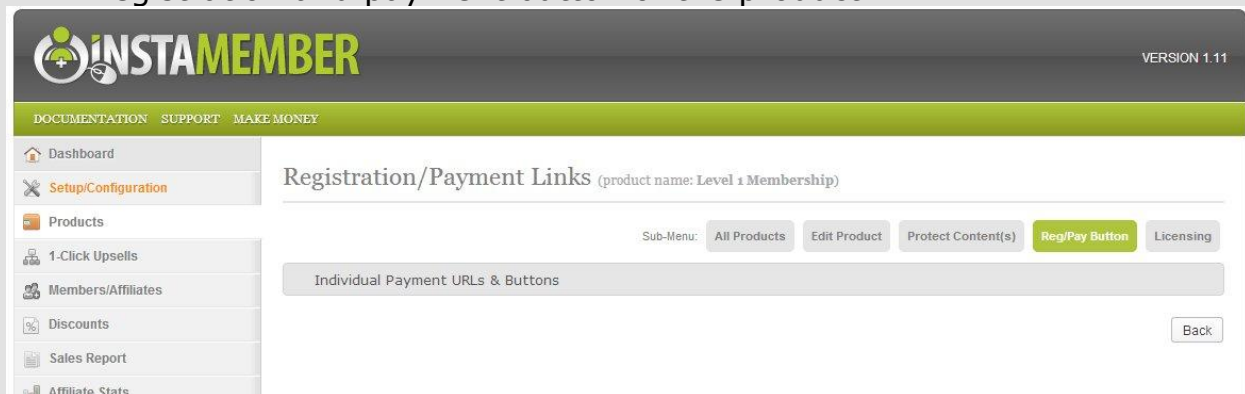 INSTAMEMBER
VERSION 1.11
DOCUMENTATION SUPPORT MAKE MONEY
Dashboard
Setup/Configuration
Products
1-Click Upsells
Members/Affiliates
Discounts
Sales Report
Affiliate Stats
Registration/Payment Links (product name: Level 1 Membership)
Sub-Menu: All Products Edit Product Protect Content(s) Reg/Pay Button Licensing
Individual Payment URLs & Buttons
Back